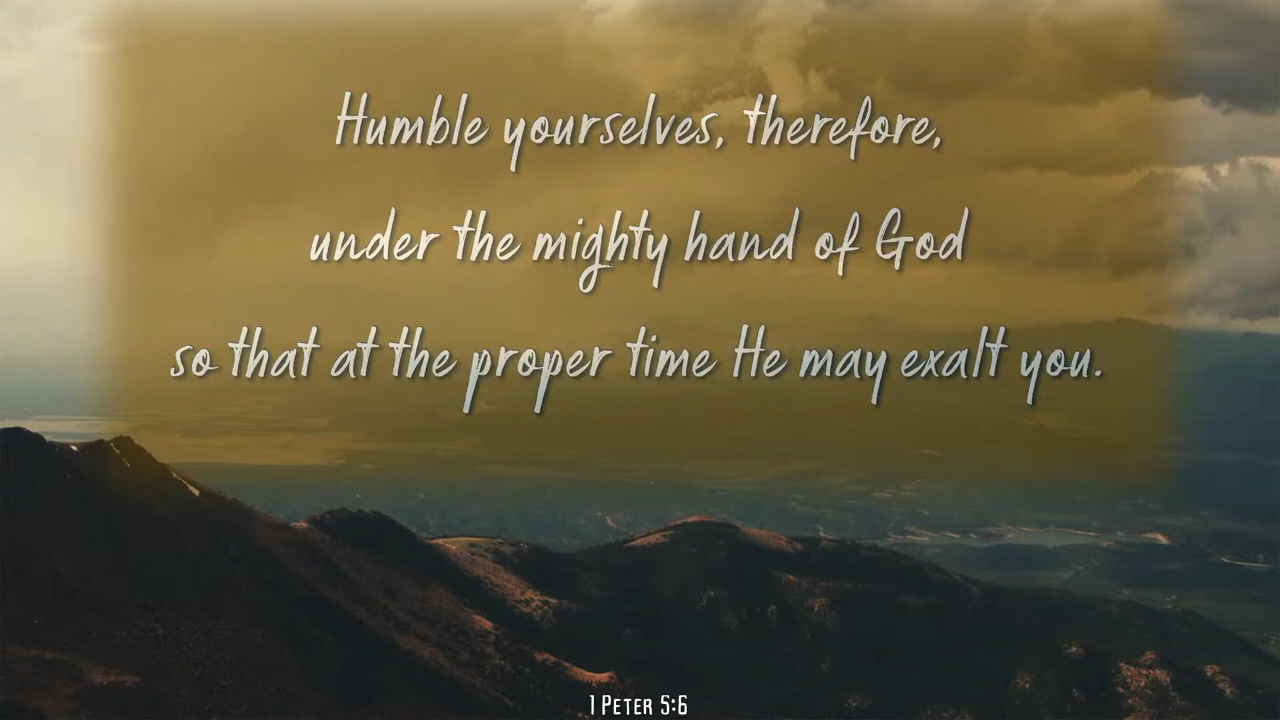 Humble yourselves, therefore,
under the mighty hand of God
so that at the proper time He may exalt you.
1 Peter 5:6